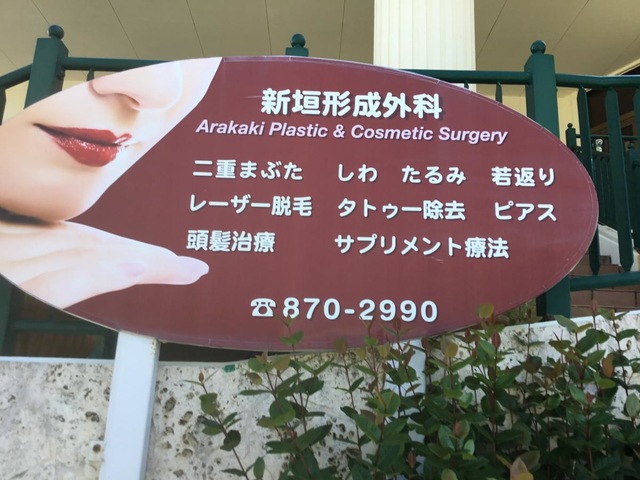 新垣形成外科
Arakaki Plastic & Cosmetic Surgery
二重まぶた しわ たるみ 若返り
レーザー脱毛 タトゥー除去 ピアス
頭髪治療 サプリメント療法
☎870-2990